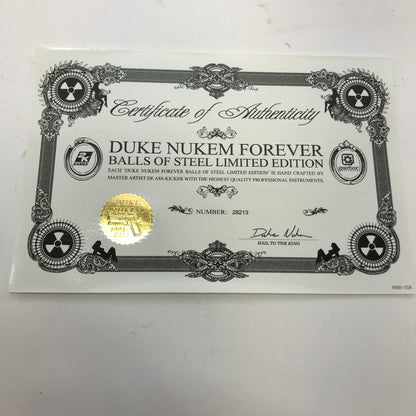 Certificate of Authenticity
DUKE NUKEM FOREVER
BALLS OF STEEL LIMITED EDITION
EACH 'DUKE NUKEM FOREVER BALLS OF STEEL LIMITED EDITION' IS HAND CRAFTED BY
MASTER ARTIST DE ASS-KICKER WITH THE HIGHEST QUALITY PROFESSIONAL INSTRUMENTS.
NUMBER: 28213
Duke Nukem
HAIL TO THE KING